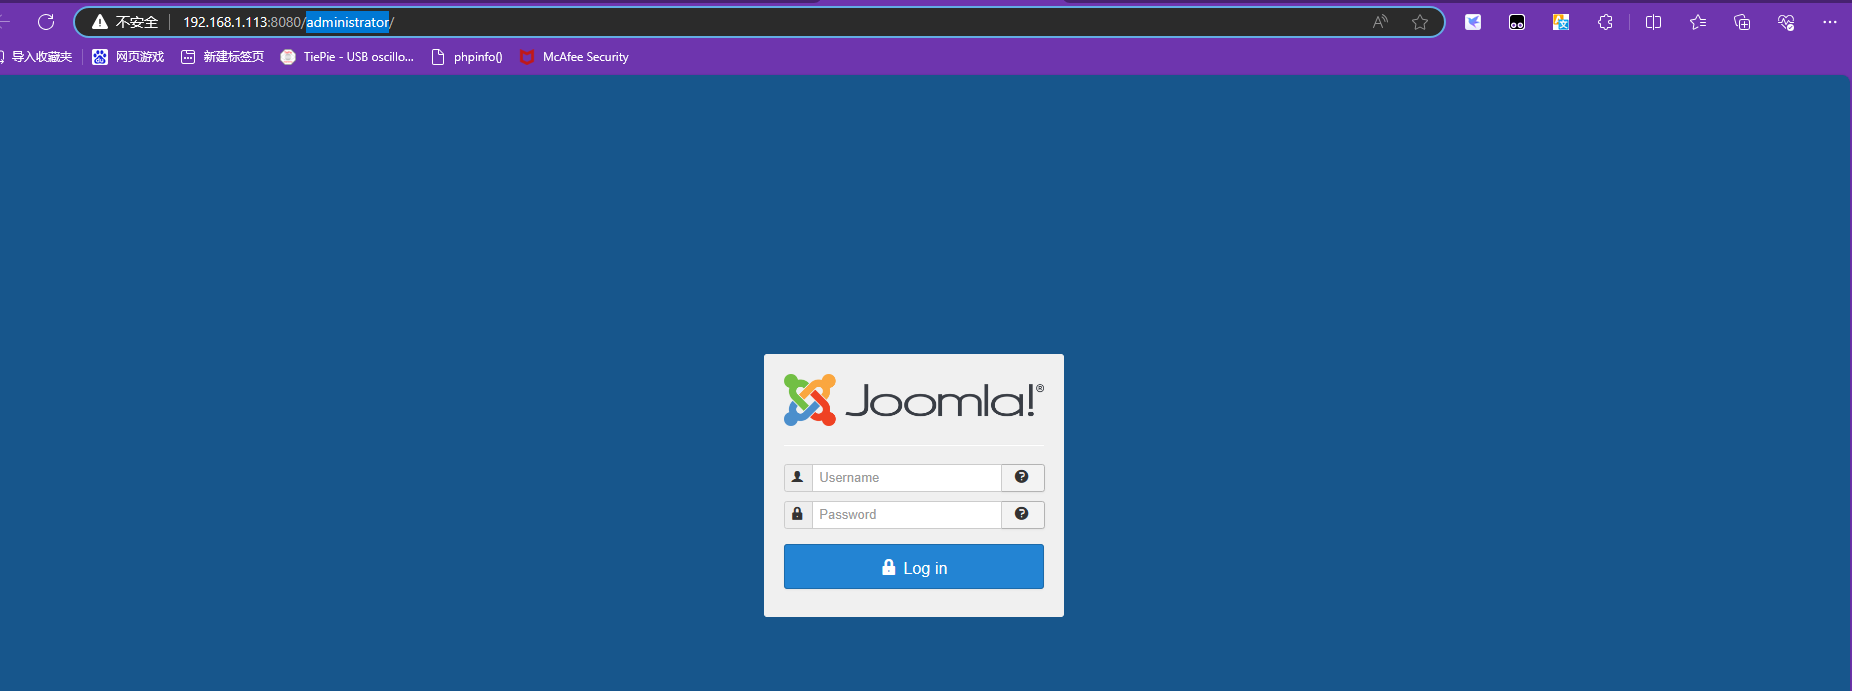 不安全 192.168.1.113:8080/administrator/
导入收藏夹 网页游戏 新建标签页 TiePie - USB oscillo... phpinfo() McAfee Security
Joomla!®
Username
Password
Log in